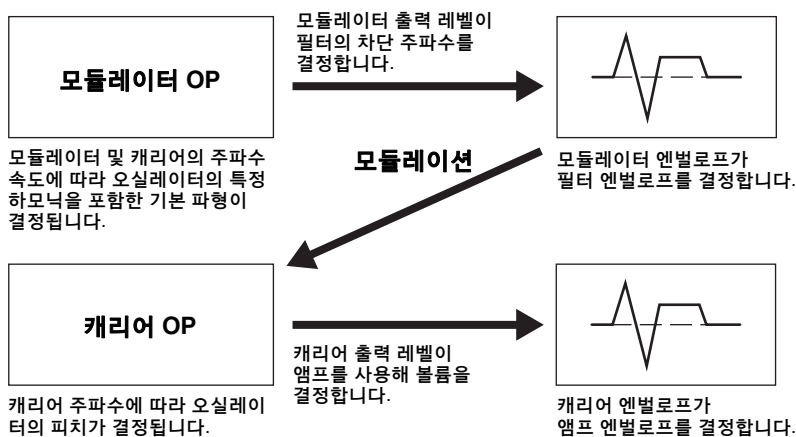 모듈레이터 OP
모듈레이터 출력 레벨이
필터의 차단 주파수를
결정합니다.
모듈레이터 및 캐리어의 주파수
속도에 따라 오실레이터의 특정
하모닉을 포함한 기본 파형이
결정됩니다.
모듈레이션
모듈레이터 엔벌로프가
필터 엔벌로프를 결정합니다.
캐리어 OP
캐리어 출력 레벨이
앰프를 사용해 볼륨을
결정합니다.
캐리어 주파수에 따라 오실레이
터의 피치가 결정됩니다.
캐리어 엔벌로프가
앰프 엔벌로프를 결정합니다.